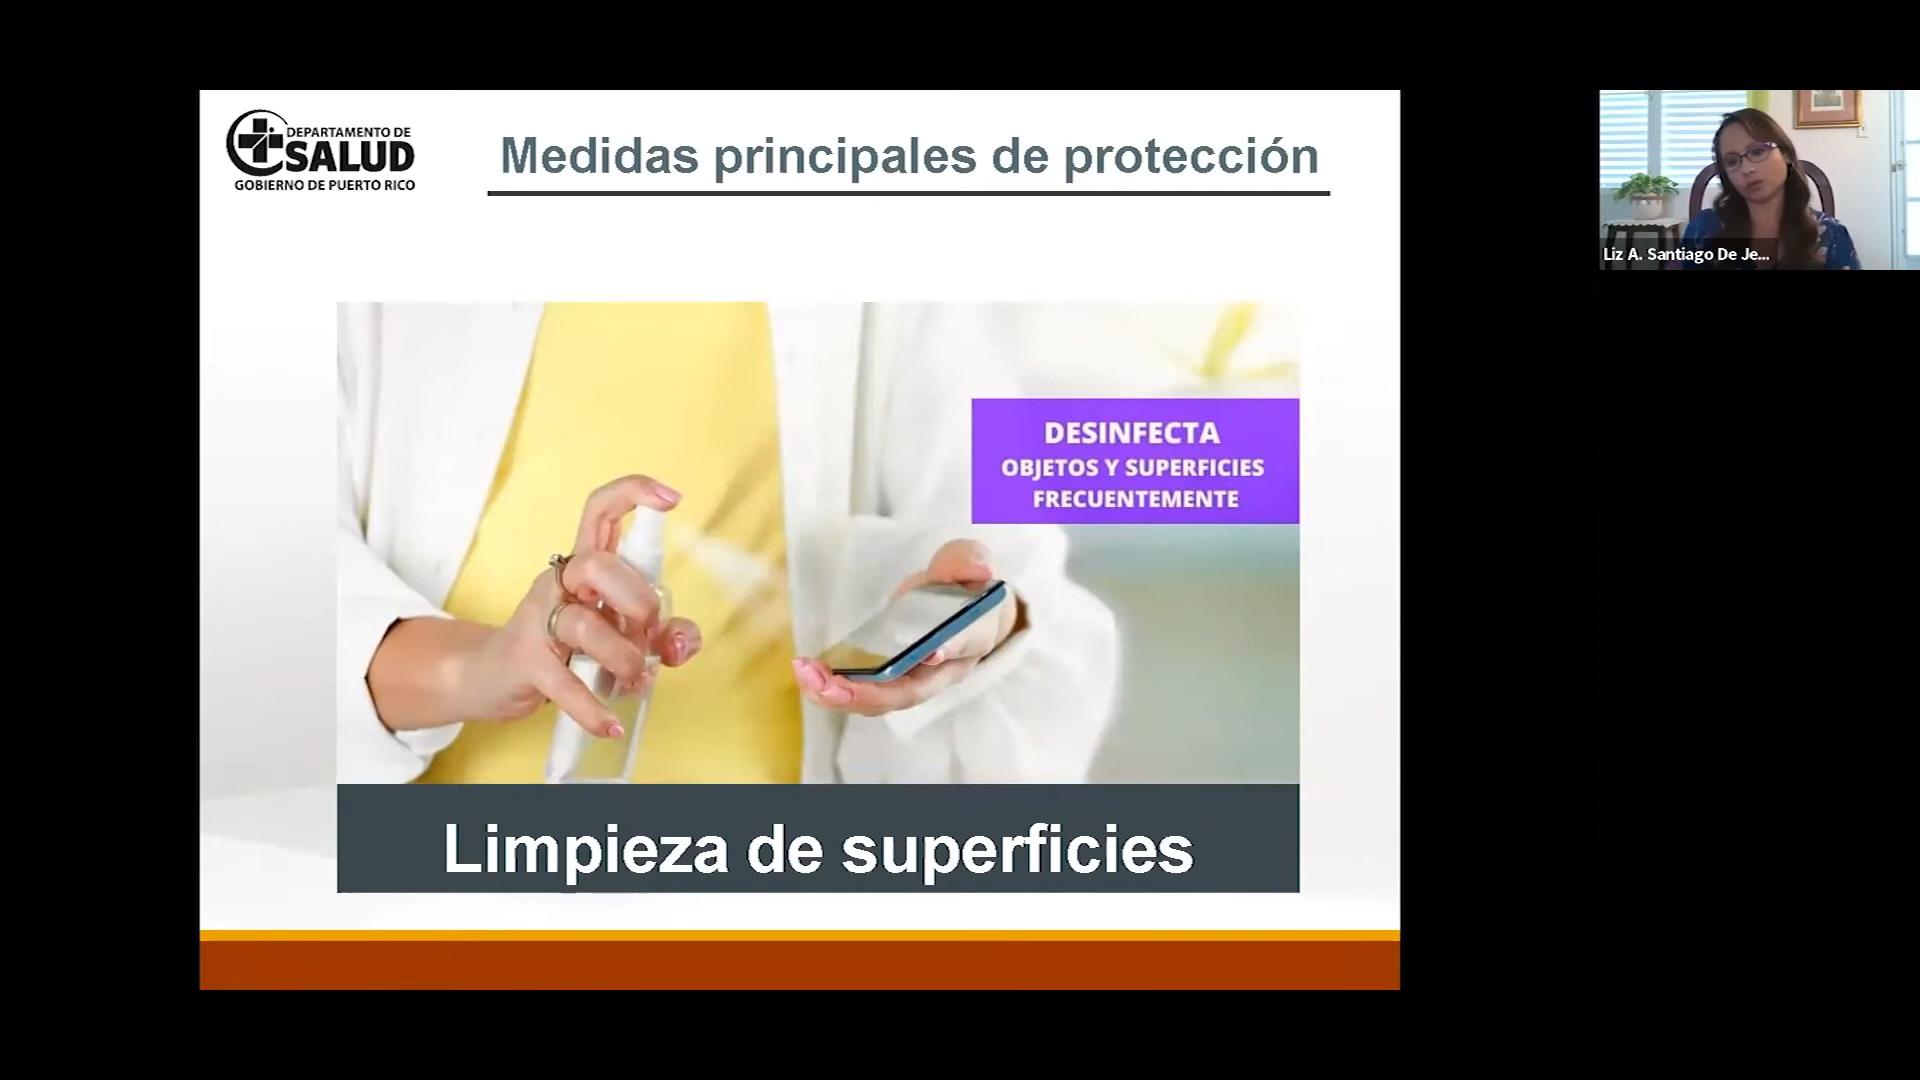 DEPARTAMENTO DE
SALUD
GOBIERNO DE PUERTO RICO
Medidas principales de protección
Liz A. Santiago De Je...
DESINFECTA
OBJETOS Y SUPERFICIES
FRECUENTEMENTE
Limpieza de superficies